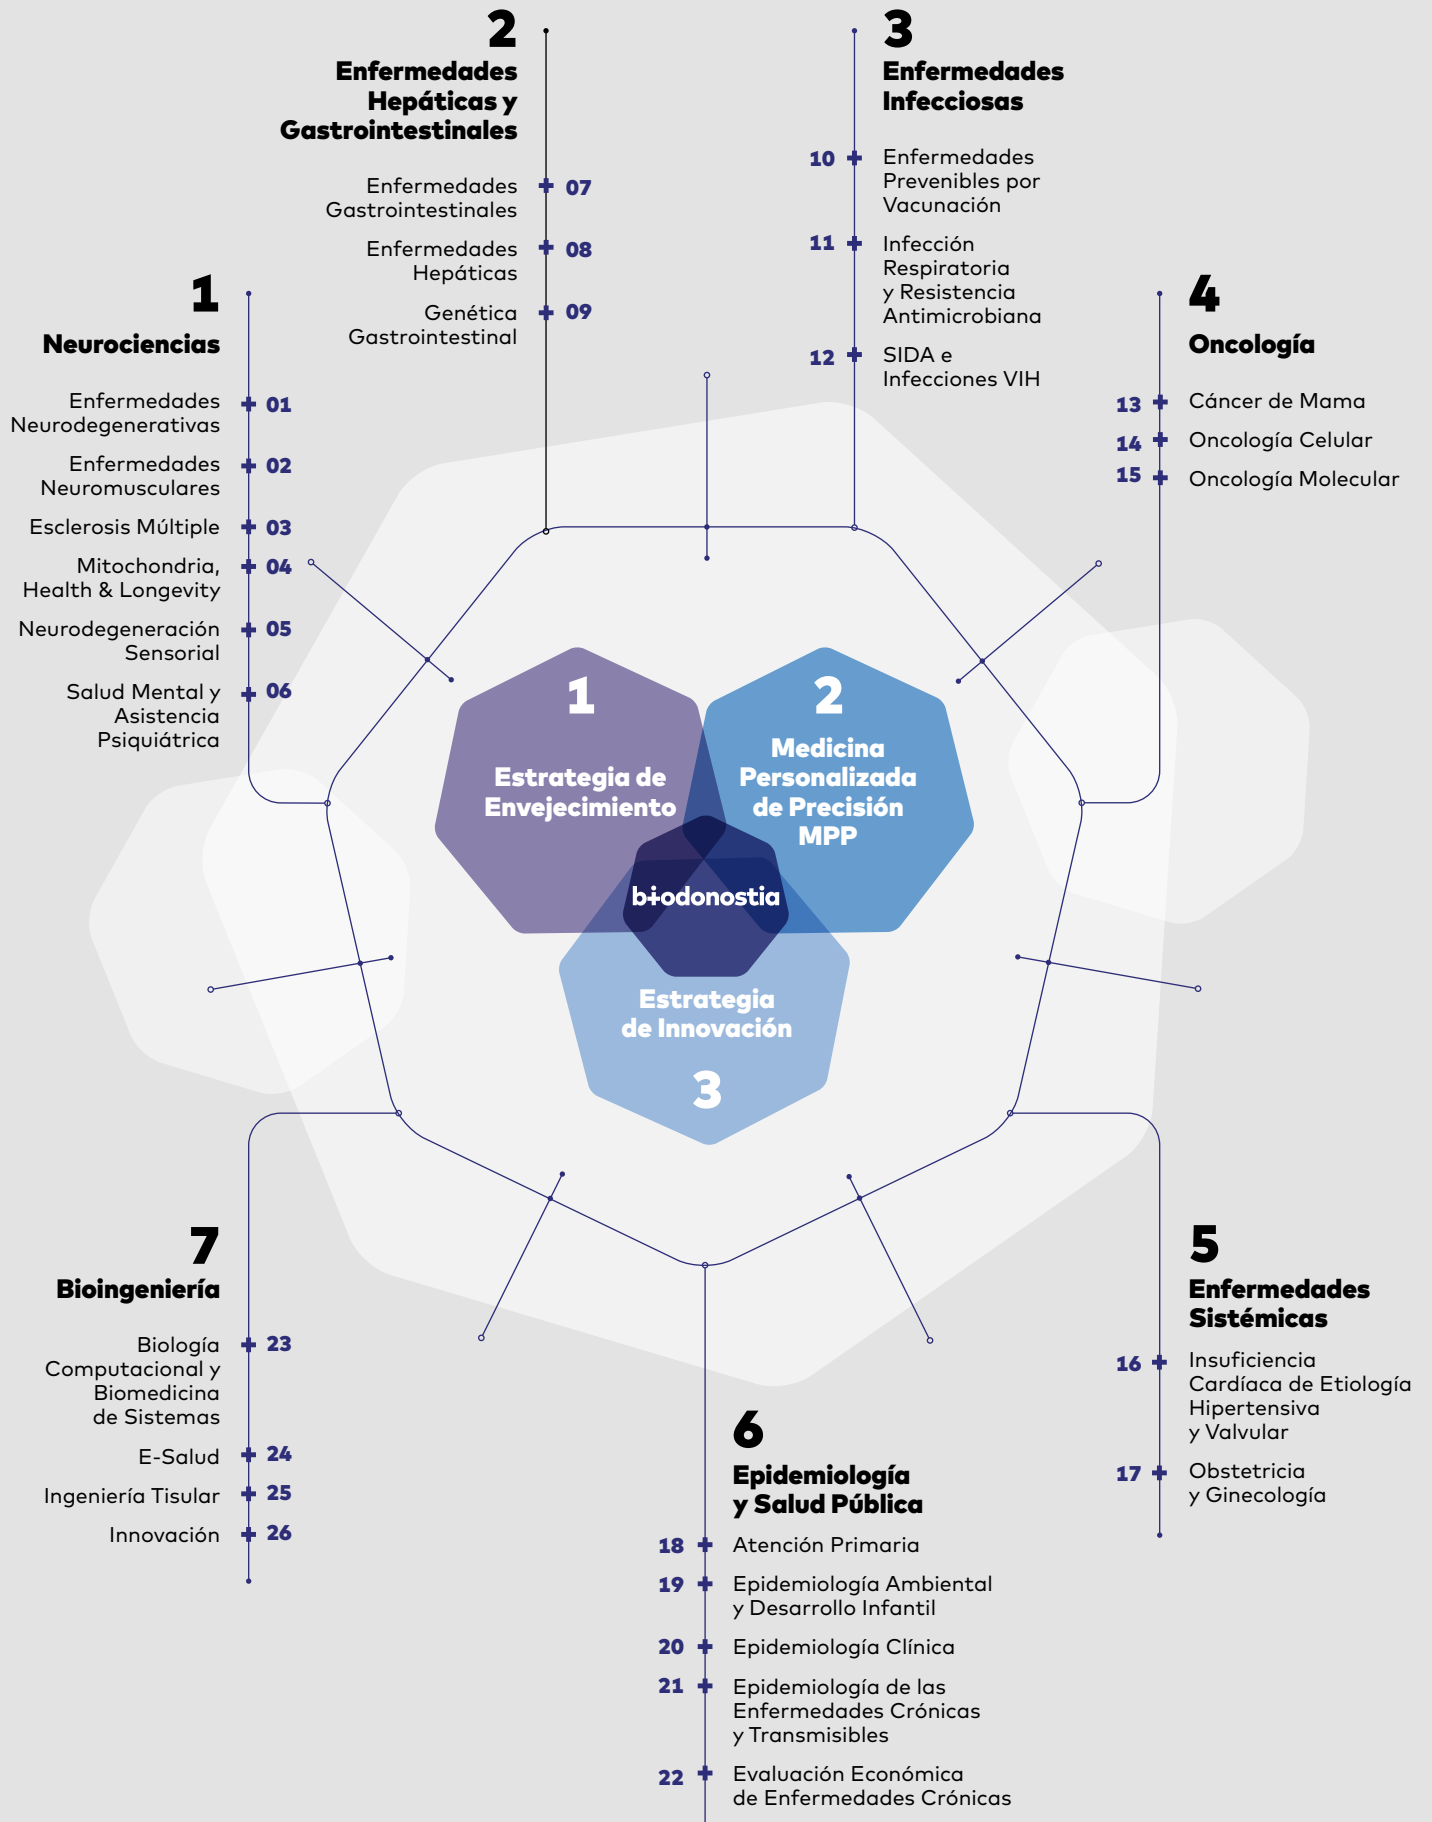 1
Neurociencias
Enfermedades
Neurodegenerativas
01
Enfermedades
Neuromusculares
02
Esclerosis Múltiple
03
Mitochondria,
Health & Longevity
04
Neurodegeneración
Sensorial
05
Salud Mental y
Asistencia
Psiquiátrica
06
2
Enfermedades
Hepáticas y
Gastrointestinales
Enfermedades
Gastrointestinales
07
Enfermedades
Hepáticas
08
Genética
Gastrointestinal
09
3
Enfermedades
Infecciosas
10
Enfermedades
Prevenibles por
Vacunación
11
Infección
Respiratoria
y Resistencia
Antimicrobiana
12
SIDA e
Infecciones VIH
4
Oncología
13
Cáncer de Mama
14
Oncología Celular
15
Oncología Molecular
1
Estrategia de
Envejecimiento
2
Medicina
Personalizada
de Precisión
MPP
biodonostia
Estrategia
de Innovación
3
5
Enfermedades
Sistémicas
16
Insuficiencia
Cardíaca de Etiología
Hipertensiva
y Valvular
17
Obstetricia
y Ginecología
6
Epidemiología
y Salud Pública
18
Atención Primaria
19
Epidemiología Ambiental
y Desarrollo Infantil
20
Epidemiología Clínica
21
Epidemiología de las
Enfermedades Crónicas
y Transmisibles
22
Evaluación Económica
de Enfermedades Crónicas
7
Bioingeniería
Biología
Computacional y
Biomedicina
de Sistemas
23
E-Salud
24
Ingeniería Tisular
25
Innovación
26